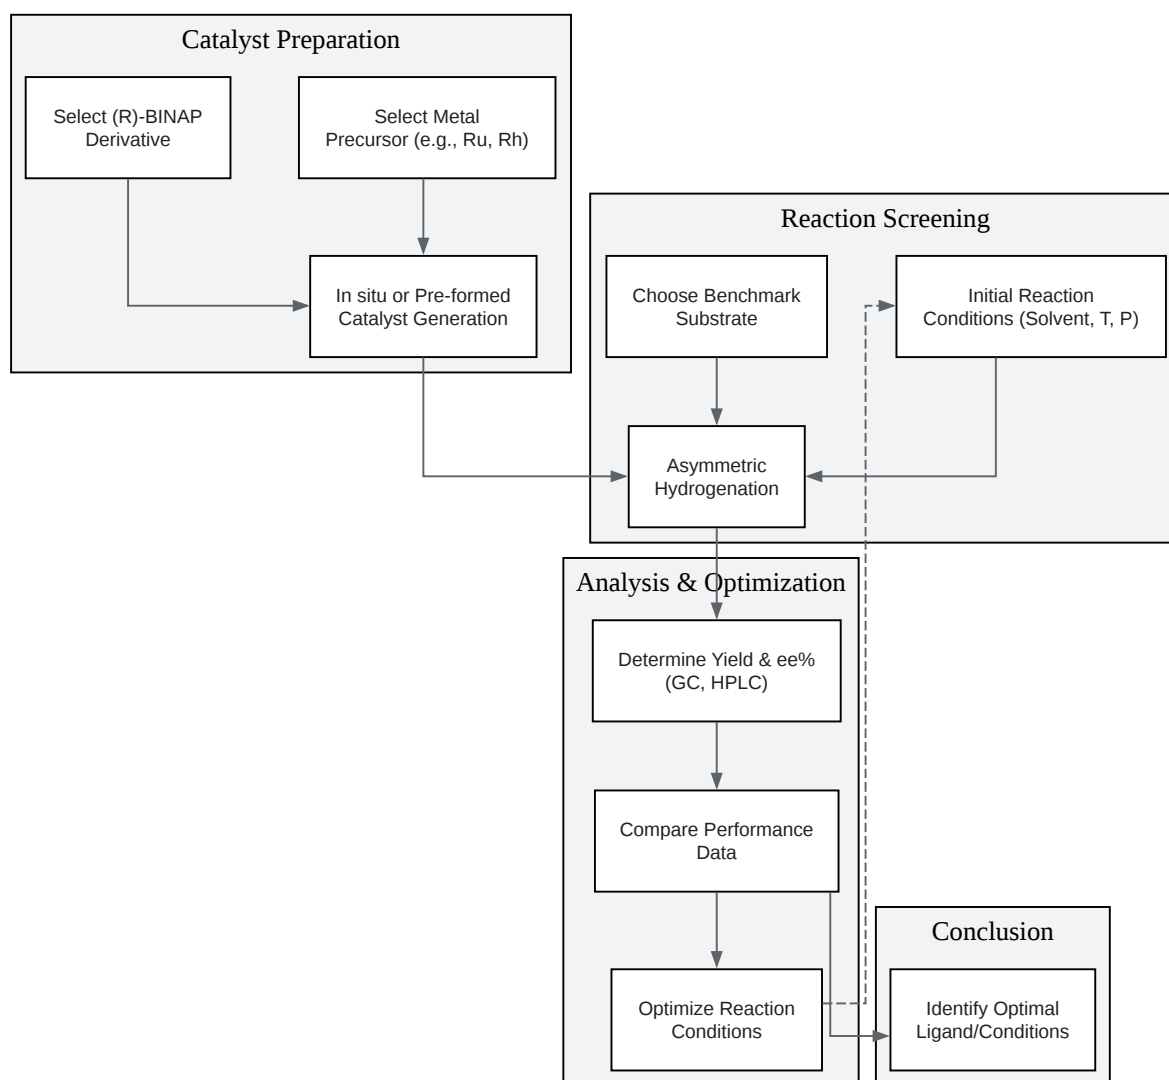 Catalyst Preparation
Select (R)-BINAP
Derivative
Select Metal
Precursor (e.g., Ru, Rh)
In situ or Pre-formed
Catalyst Generation
Reaction Screening
Choose Benchmark
Substrate
Initial Reaction
Conditions (Solvent, T, P)
Asymmetric
Hydrogenation
Analysis & Optimization
Determine Yield & ee%
(GC, HPLC)
Compare Performance
Data
Optimize Reaction
Conditions
Conclusion
Identify Optimal
Ligand/Conditions